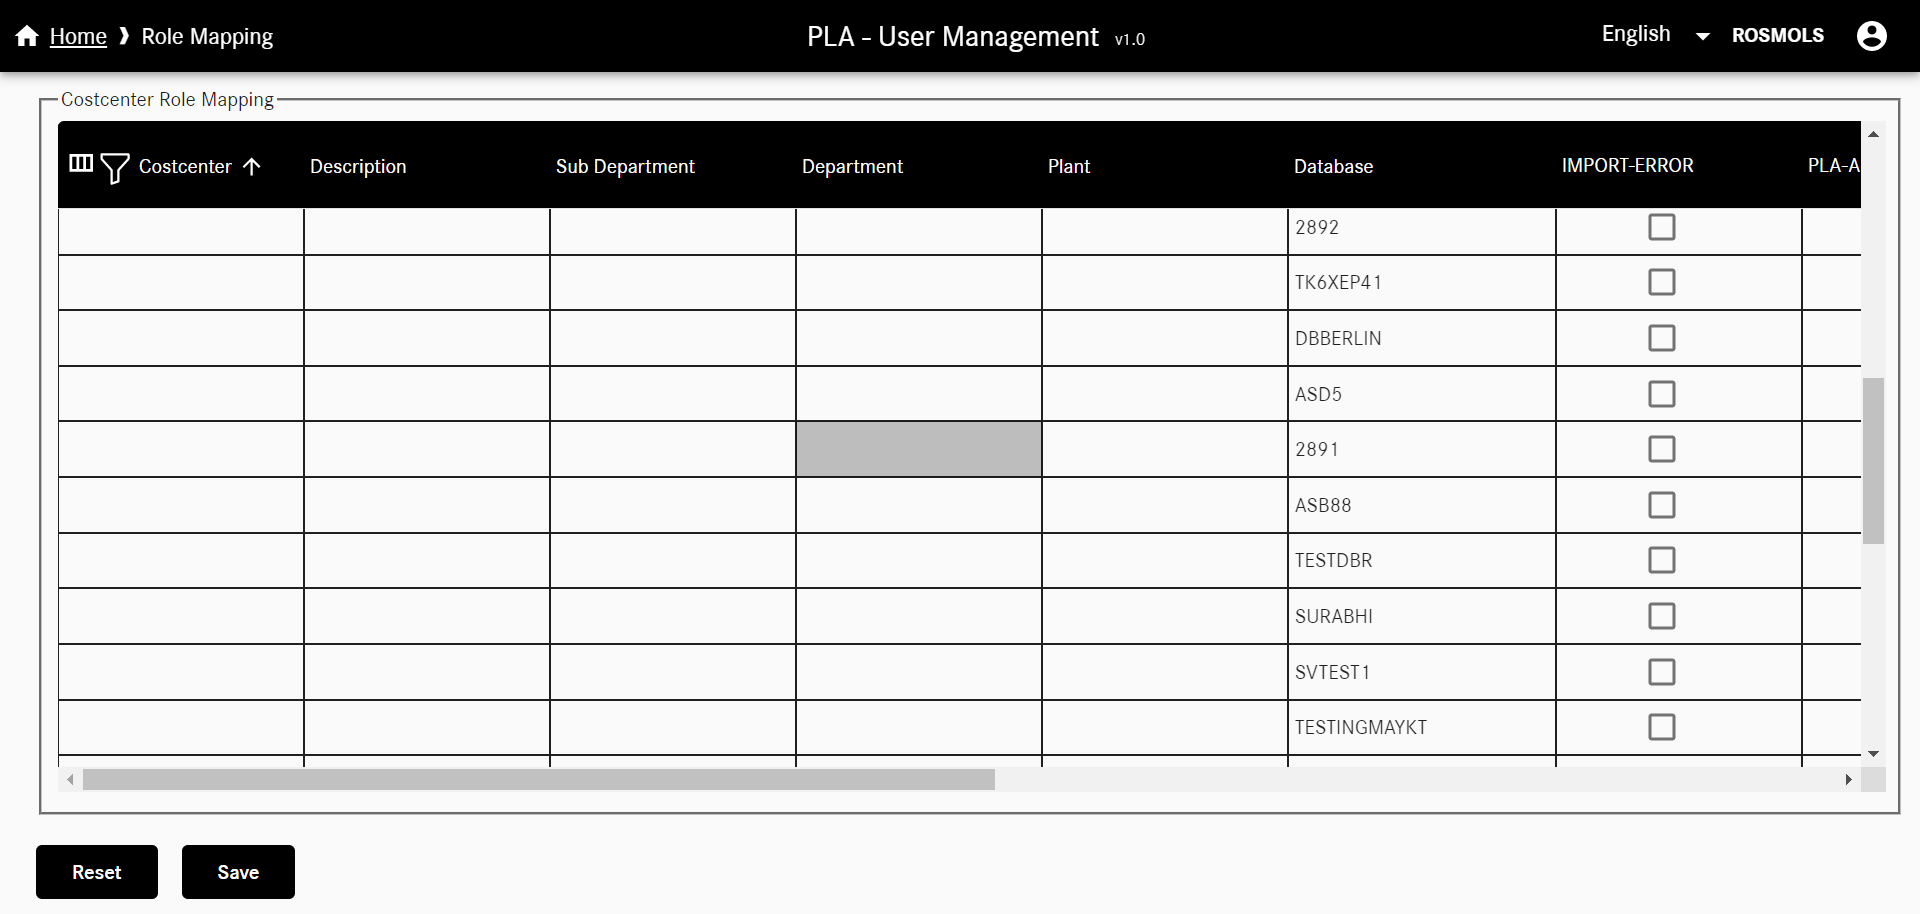 Home ❱ Role Mapping
PLA - User Management v1.0
English
ROSMOLS
Costcenter Role Mapping
Costcenter Description Sub Department Department Plant Database IMPORT-ERROR PLA-A
2892
TK6XEP41
DBBERLIN
ASD5
2891
ASB88
TESTDBR
SURABHI
SVTEST1
TESTINGMAYKT
Reset Save